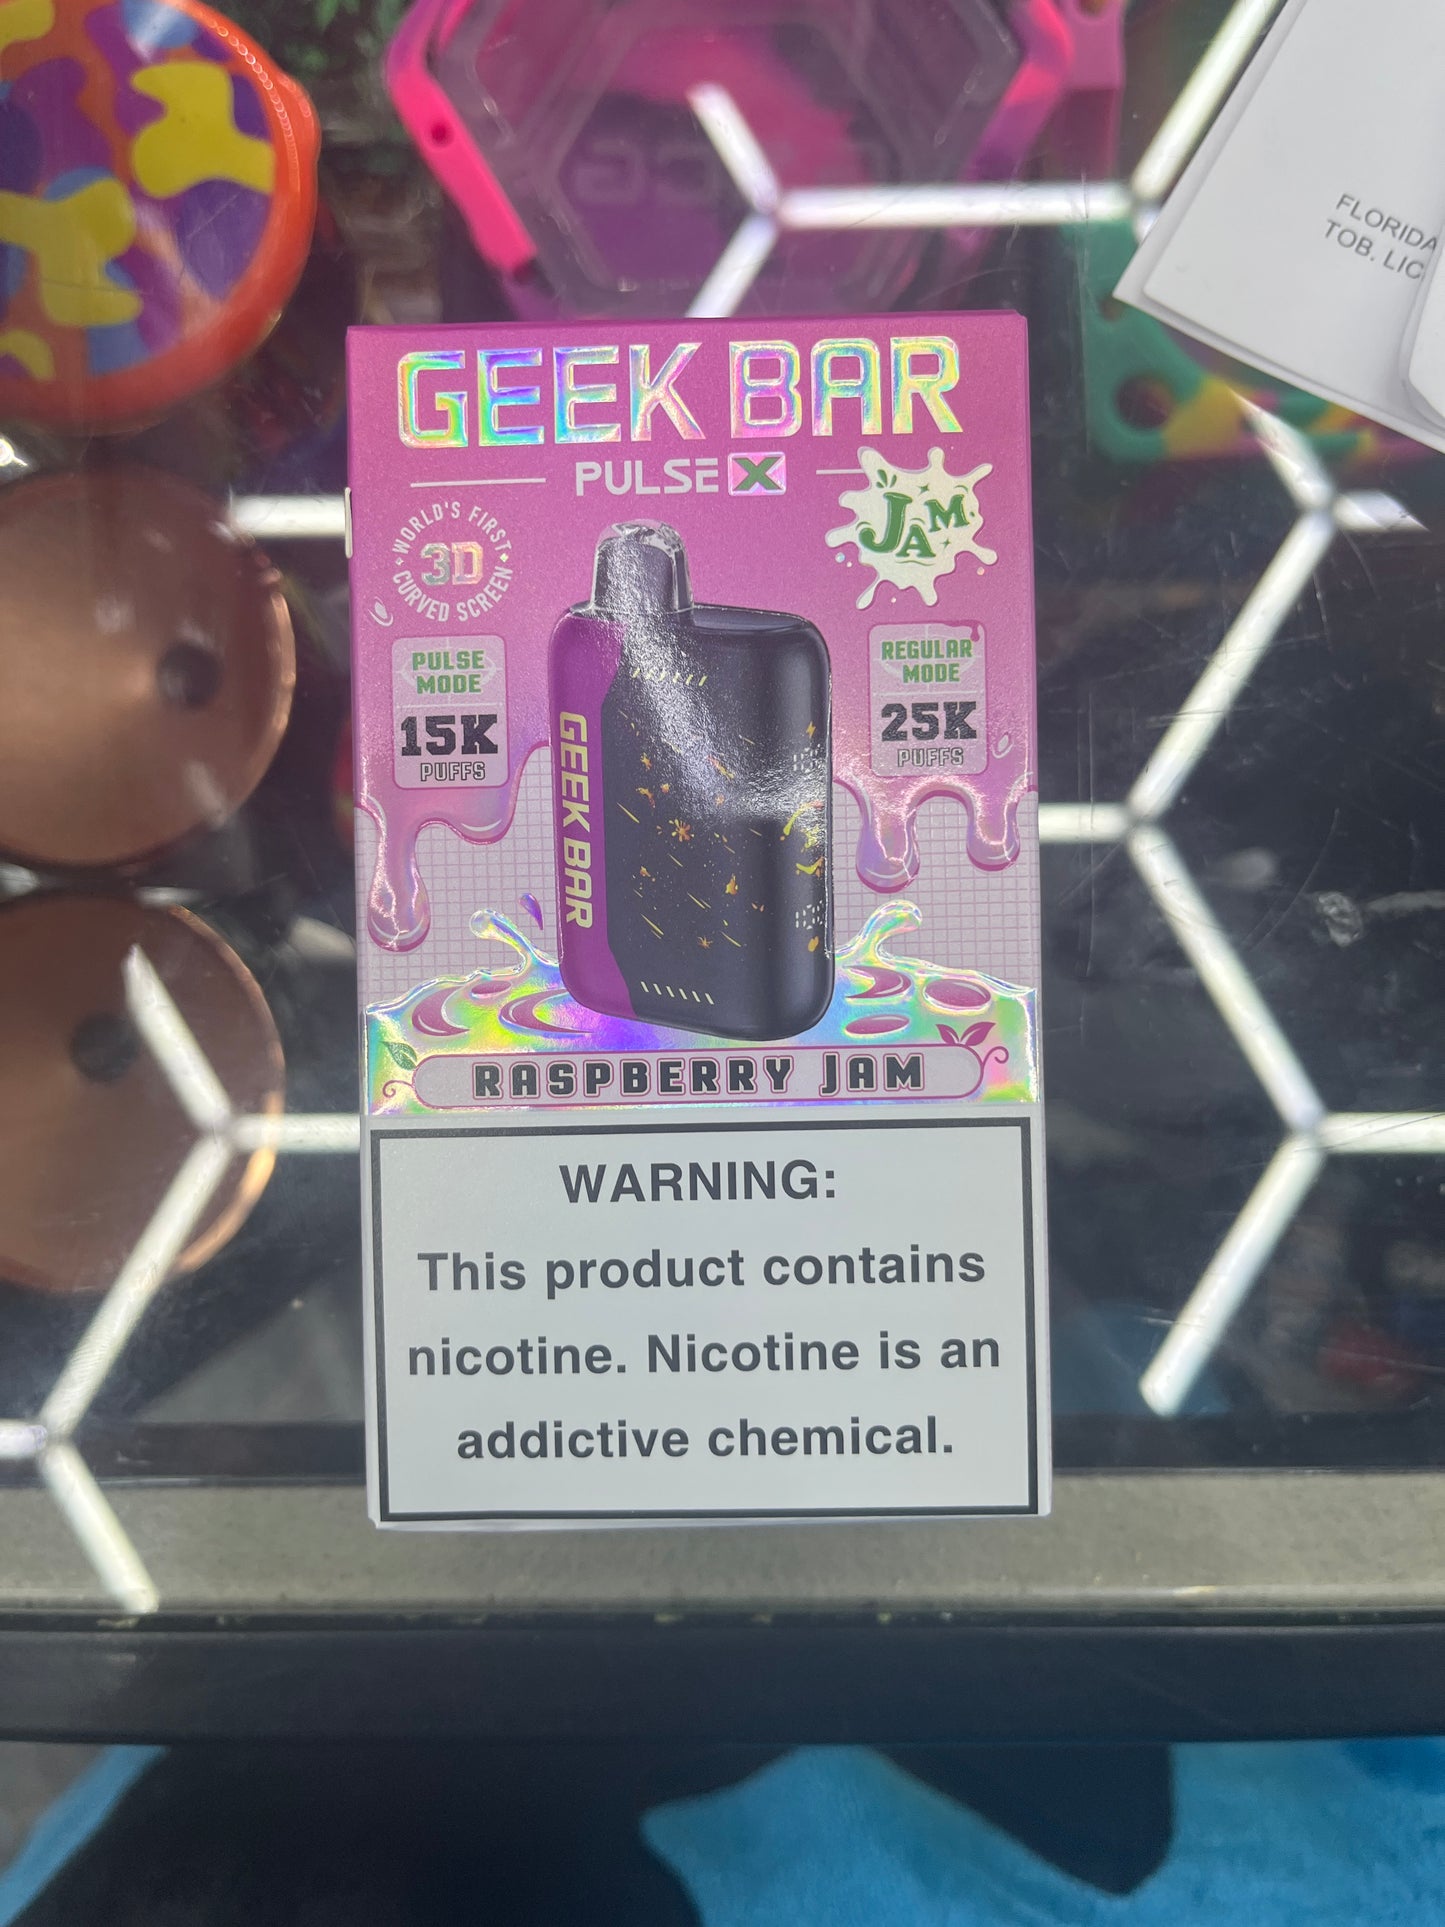 FLORIDA
TOB. LIC
GEEK BAR
PULSE X
JAM
WORLD'S FIRST
3D
CURVED SCREEN
PULSE
MODE
15K
PUFFS
REGULAR
MODE
25K
PUFFS
GEEK BAR
RASPBERRY JAM
WARNING:
This product contains
nicotine. Nicotine is an
addictive chemical.